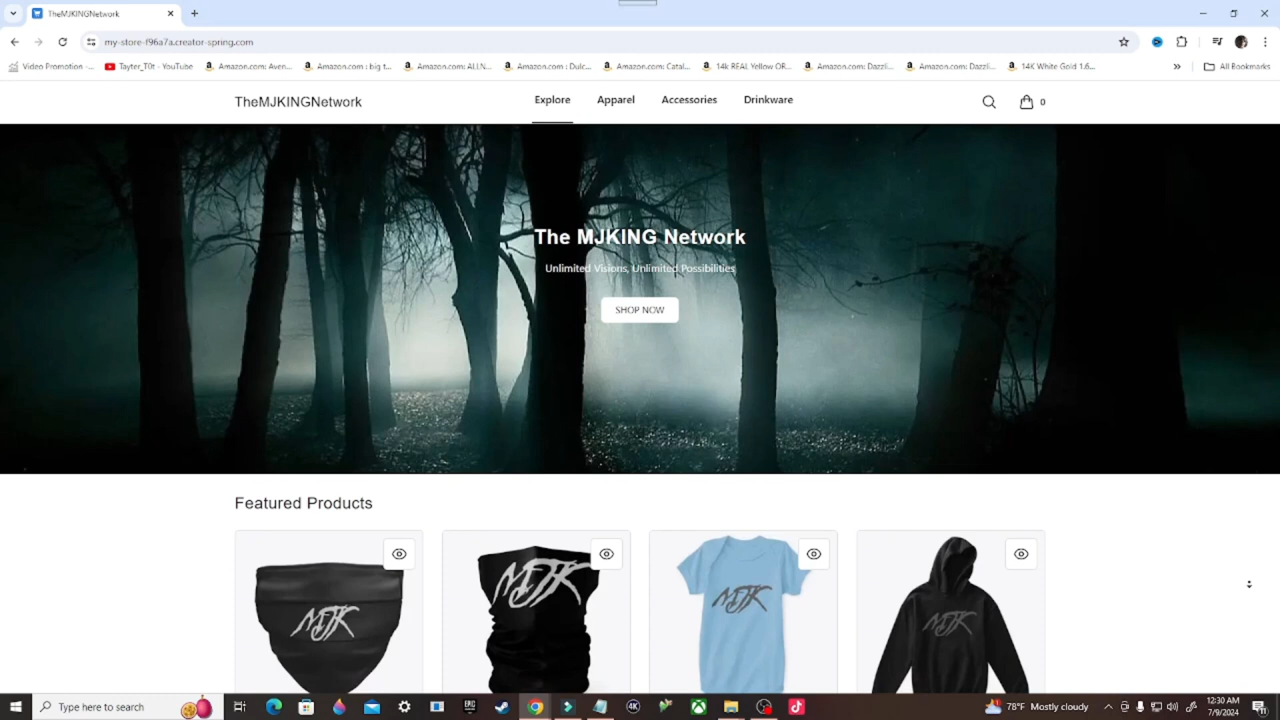 TheMJKINGNetwork
my-store-f96a7a.creator-spring.com
Video Promotion -...
Tayter_T0t - YouTube
Amazon.com: Aven...
Amazon.com : big t...
Amazon.com: ALLN...
Amazon.com : Dulc...
Amazon.com: Catal...
14k REAL Yellow OR...
Amazon.com: Dazzli...
Amazon.com: Dazzli...
14K White Gold 1.6...
All Bookmarks
TheMJKINGNetwork
Explore
Apparel
Accessories
Drinkware
0
The MJKING Network
Unlimited Visions, Unlimited Possibilities
SHOP NOW
Featured Products
MJK
MJK
MJK
MJK
Type here to search
EPIC
4K
78°F Mostly cloudy
12:30 AM
7/9/2024